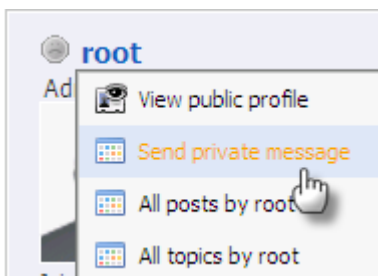 root
Ad
View public profile
Send private message
All posts by root
All topics by root